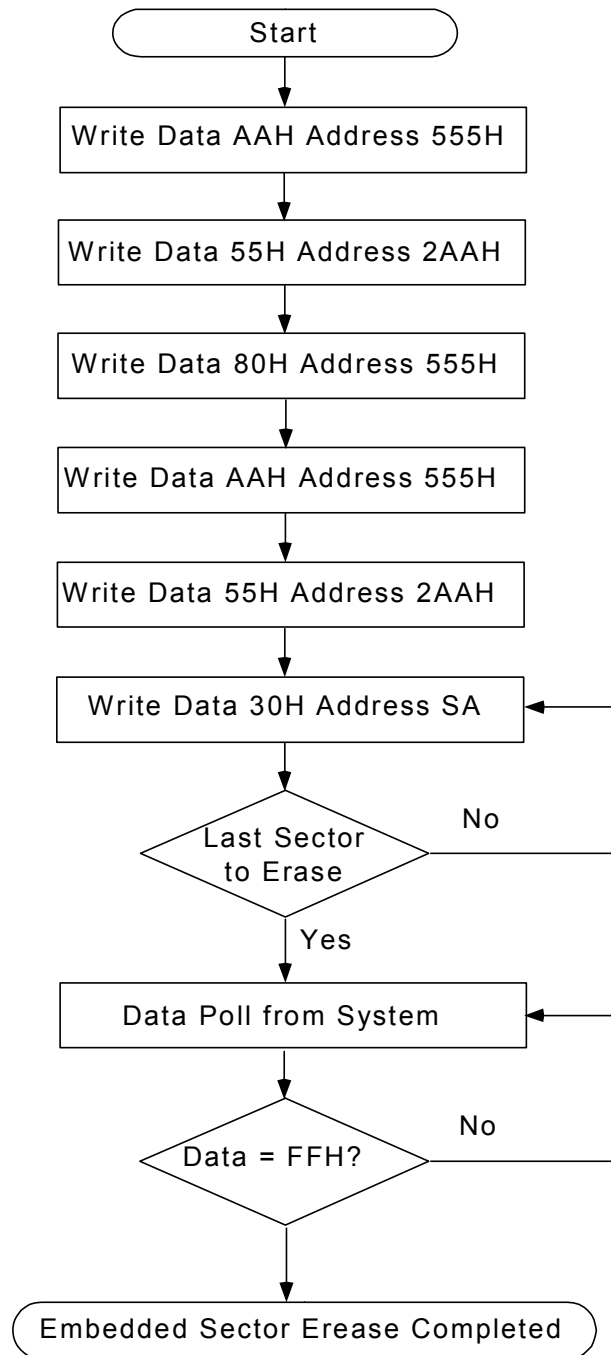 Start
Write Data AAH Address 555H
Write Data 55H Address 2AAH
Write Data 80H Address 555H
Write Data AAH Address 555H
Write Data 55H Address 2AAH
Write Data 30H Address SA
Last Sector
to Erase
No
Yes
Data Poll from System
Data = FFH?
No
Embedded Sector Erease Completed